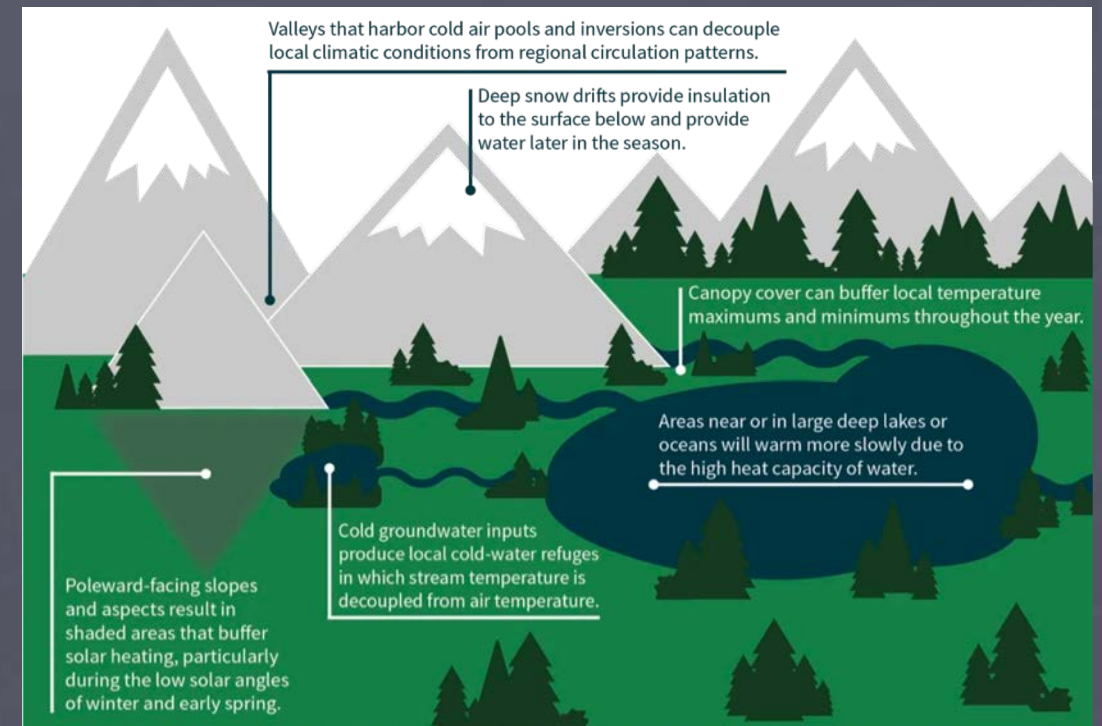 Valleys that harbor cold air pools and inversions can decouple
local climatic conditions from regional circulation patterns.
Deep snow drifts provide insulation
to the surface below and provide
water later in the season.
Canopy cover can buffer local temperature
maximums and minimums throughout the year.
Areas near or in large deep lakes or
oceans will warm more slowly due to
the high heat capacity of water.
Cold groundwater inputs
produce local cold-water refuges
in which stream temperature is
decoupled from air temperature.
Poleward-facing slopes
and aspects result in
shaded areas that buffer
solar heating, particularly
during the low solar angles
of winter and early spring.